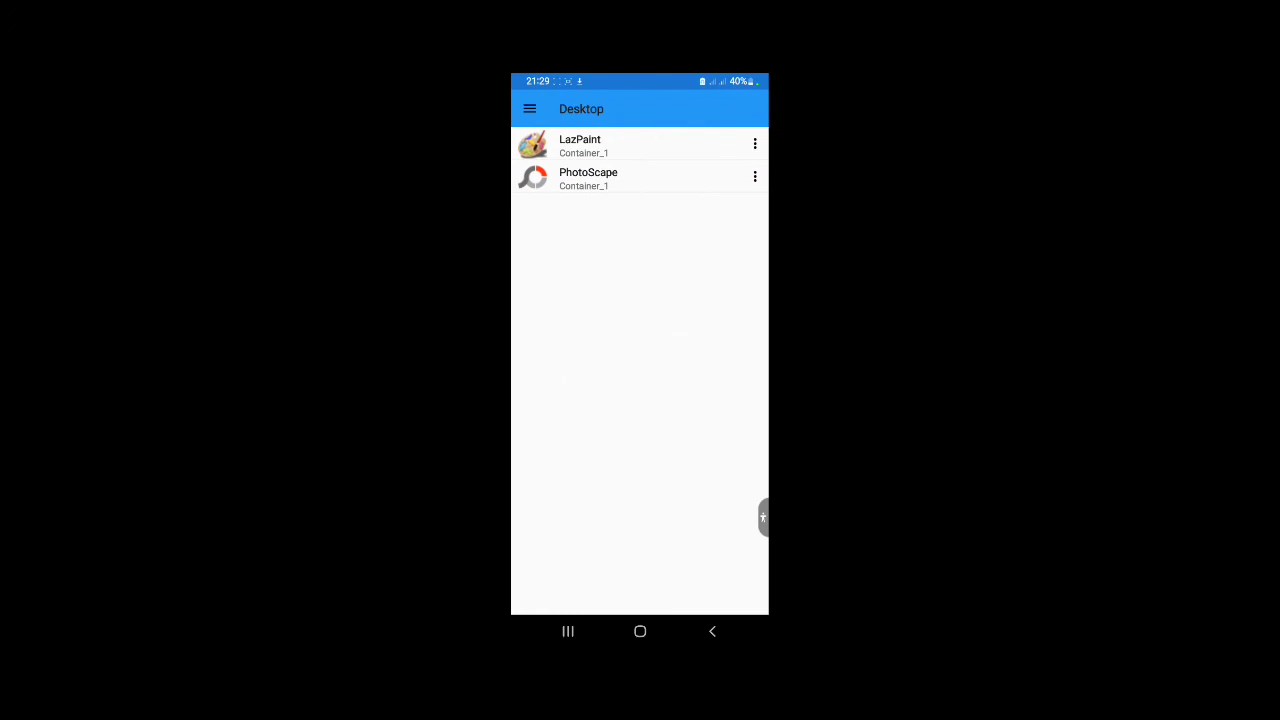 21:29 40%
Desktop
LazPaint
Container_1
PhotoScape
Container_1